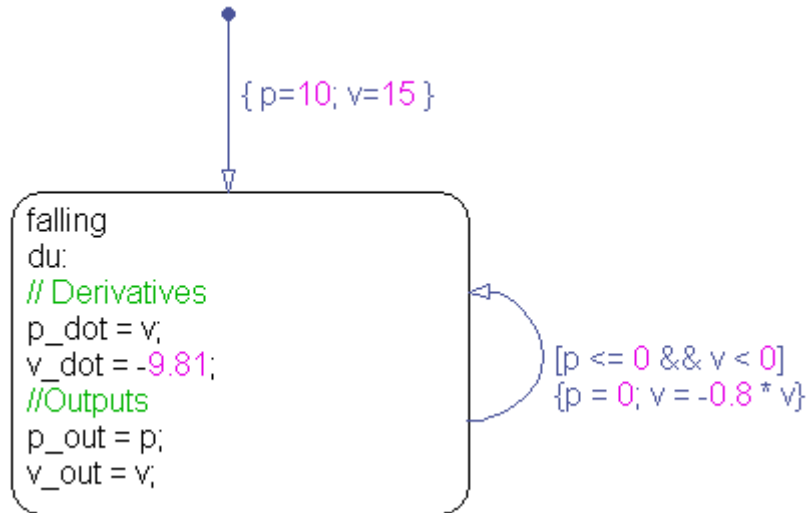 { p=10; v=15 }
falling
du:
// Derivatives
p_dot = v;
v_dot = -9.81;
//Outputs
p_out = p;
v_out = v;
[p <= 0 && v < 0]
{p = 0; v = -0.8 * v}